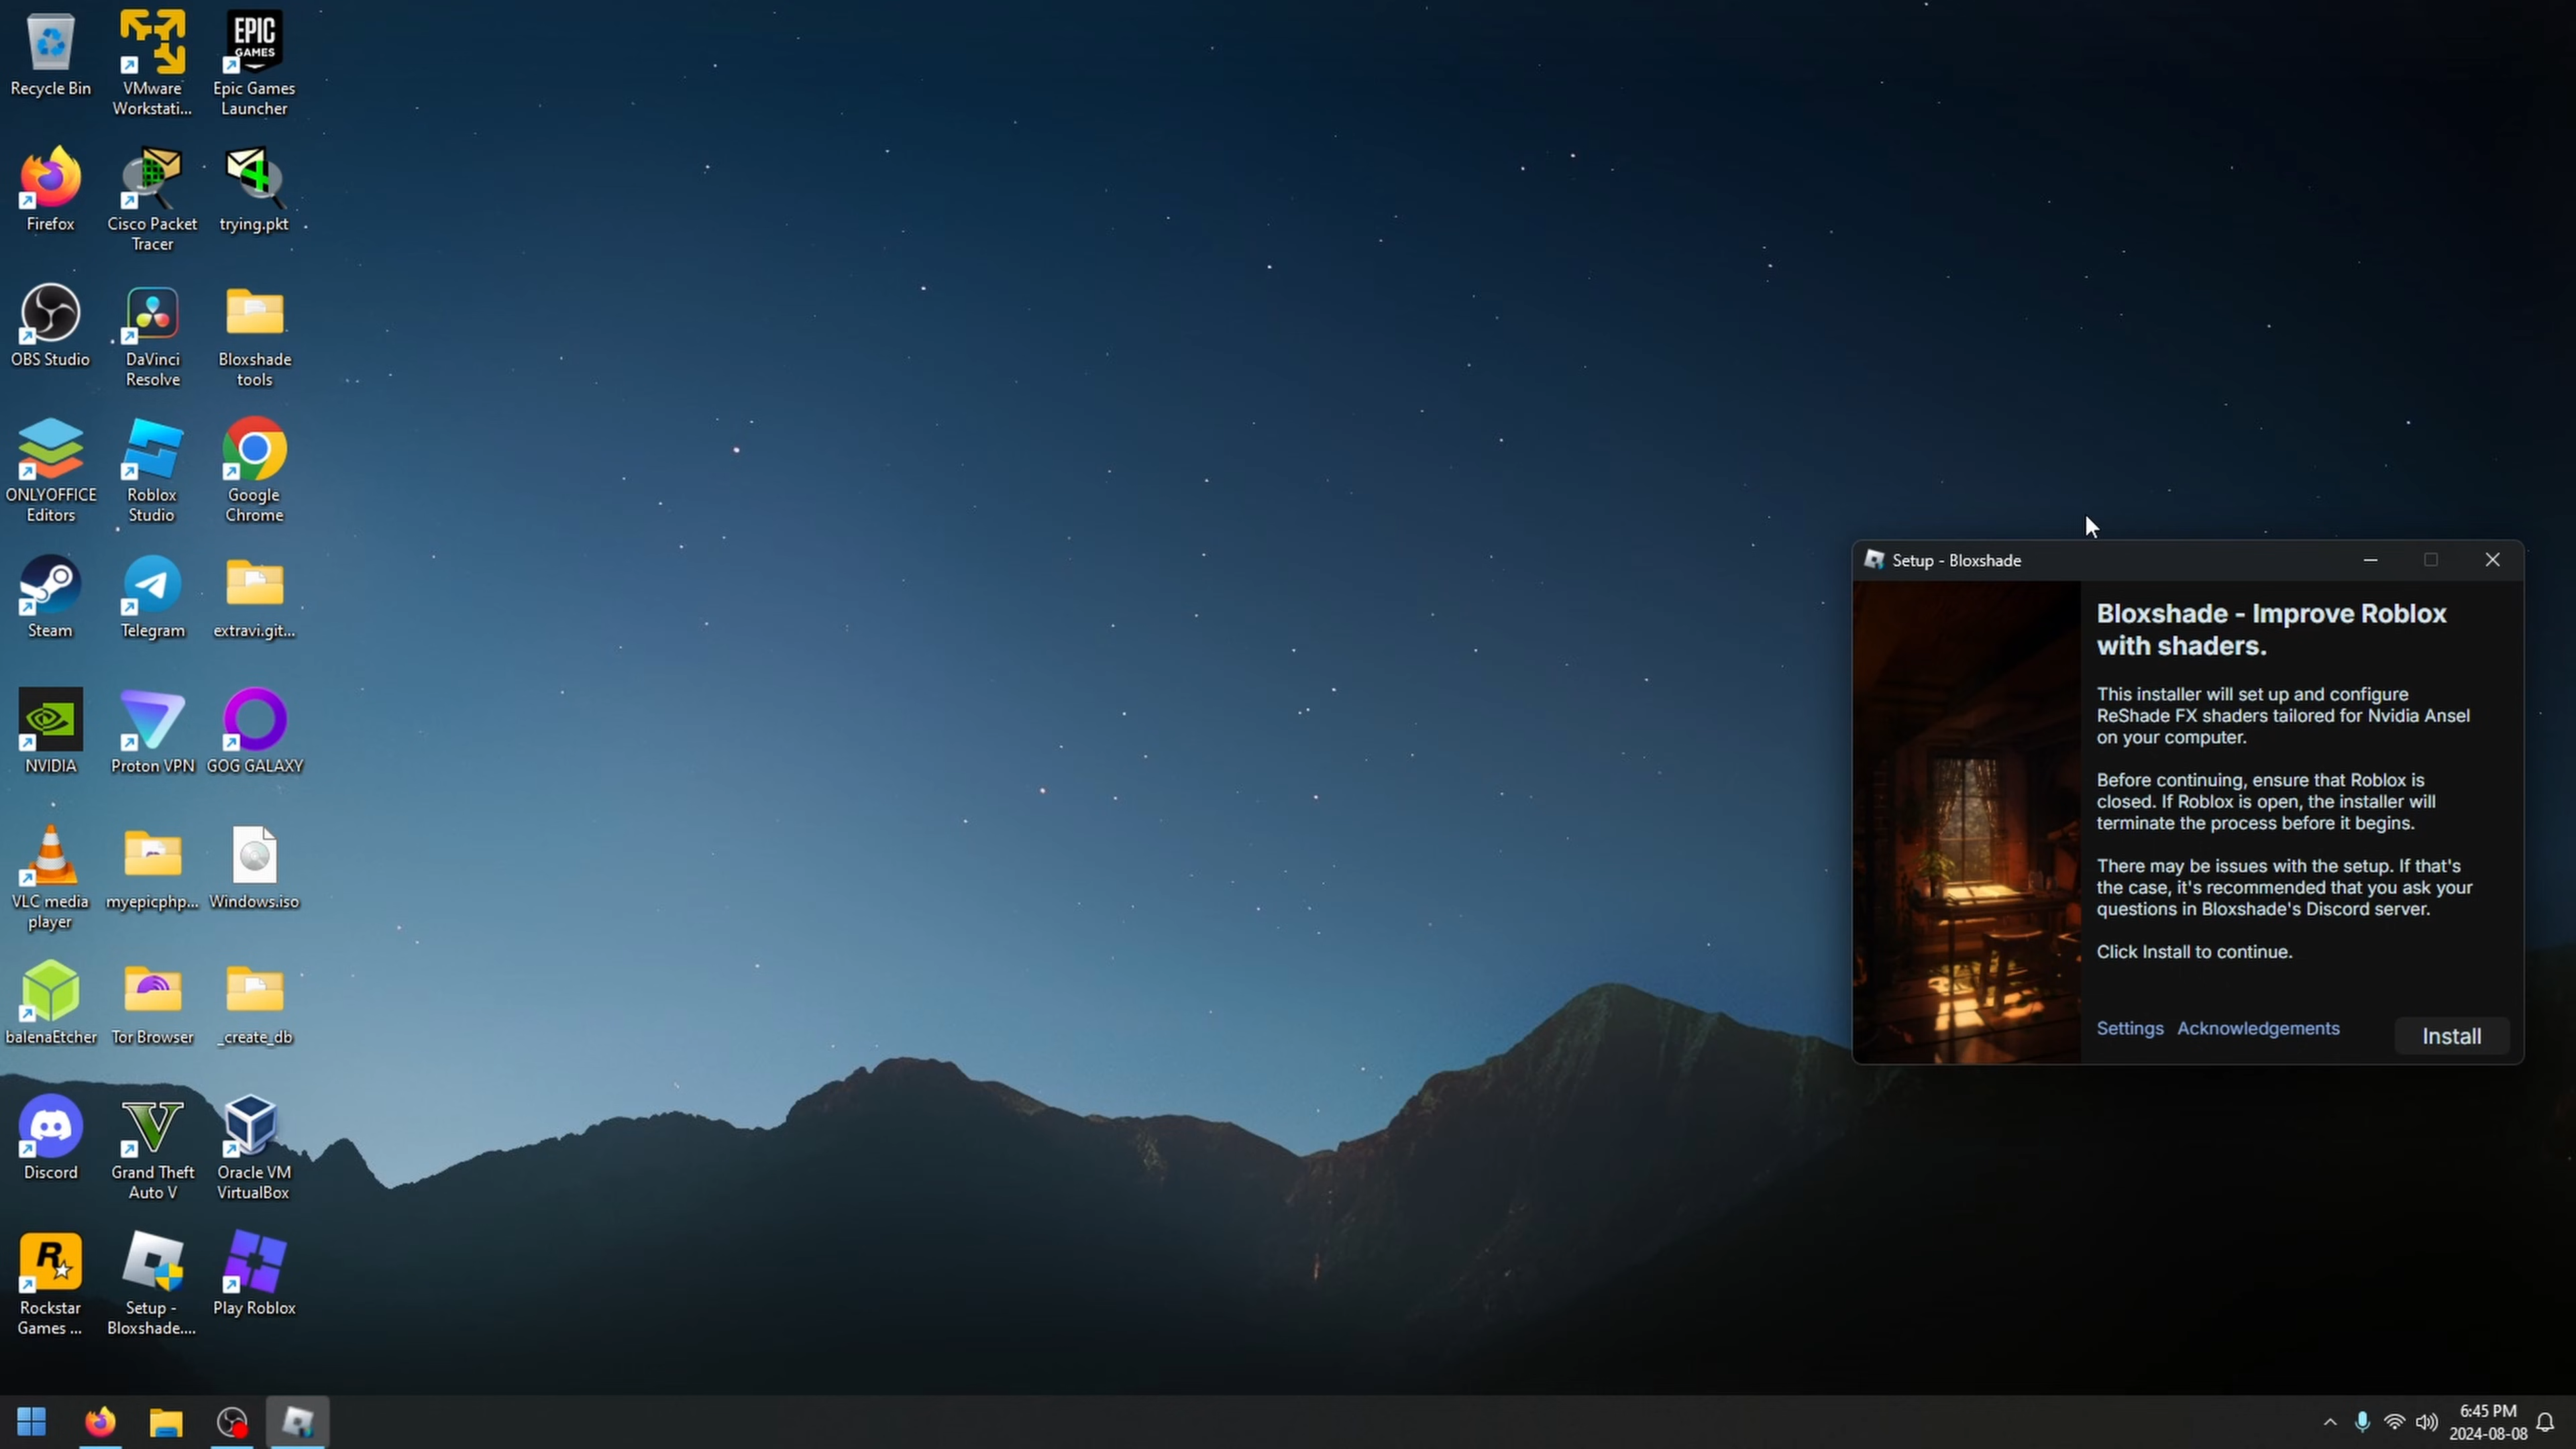 Recycle Bin
VMware
Workstati...
EPIC
GAMES
Epic Games
Launcher
Firefox
Cisco Packet
Tracer
trying.pkt
OBS Studio
DaVinci
Resolve
Bloxshade
tools
ONLYOFFICE
Editors
Roblox
Studio
Google
Chrome
Steam
Telegram
extravi.git...
NVIDIA
Proton VPN
GOG GALAXY
VLC media
player
myepicphp...
Windows.iso
balenaEtcher
Tor Browser
_create_db
Discord
Grand Theft
Auto V
Oracle VM
VirtualBox
Rockstar
Games ...
Setup -
Bloxshade....
Play Roblox
Setup - Bloxshade
Bloxshade - Improve Roblox
with shaders.
This installer will set up and configure
ReShade FX shaders tailored for Nvidia Ansel
on your computer.
Before continuing, ensure that Roblox is
closed. If Roblox is open, the installer will
terminate the process before it begins.
There may be issues with the setup. If that's
the case, it's recommended that you ask your
questions in Bloxshade's Discord server.
Click Install to continue.
Settings Acknowledgements
Install
6:45 PM
2024-08-08